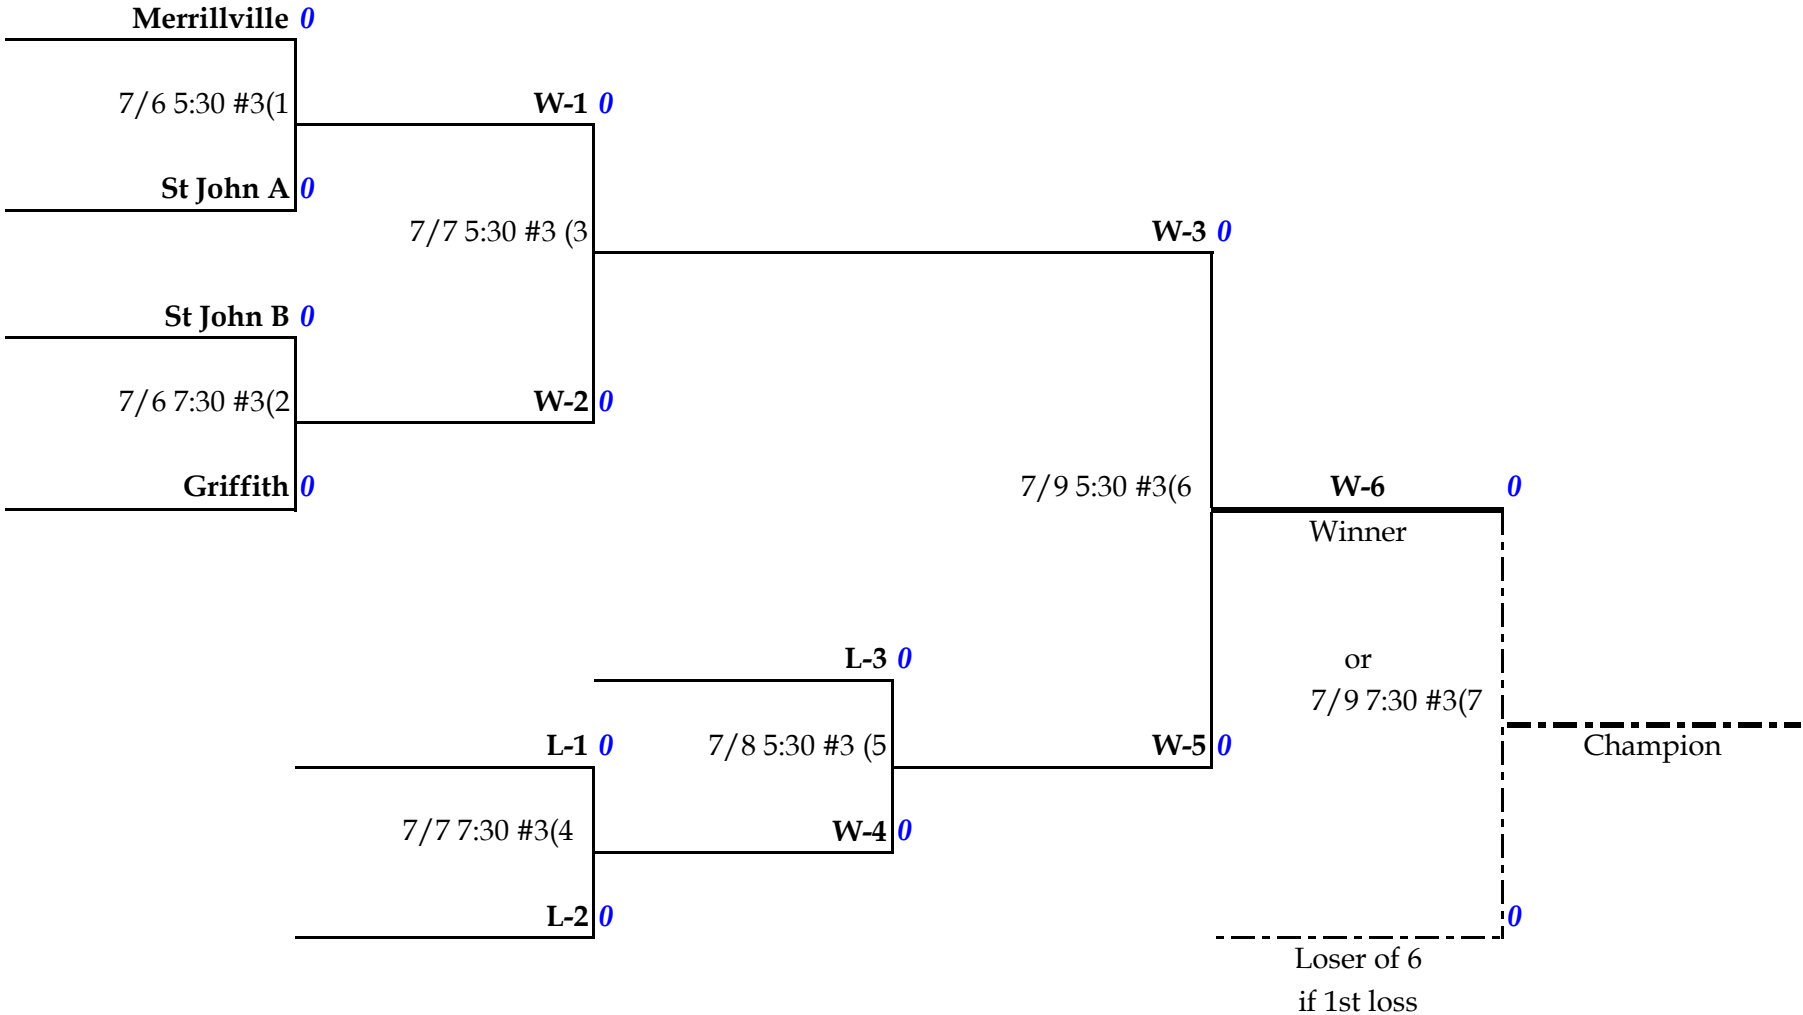 Merrillville 0
7/6 5:30 #3(1
W-1 0
St John A 0
7/7 5:30 #3 (3
W-3 0
St John B 0
7/6 7:30 #3(2
W-2 0
Griffith 0
7/9 5:30 #3(6
W-6 0
Winner
L-3 0
or
7/9 7:30 #3(7
L-1 0
7/8 5:30 #3 (5
W-5 0
Champion
7/7 7:30 #3(4
W-4 0
L-2 0
0
Loser of 6
if 1st loss